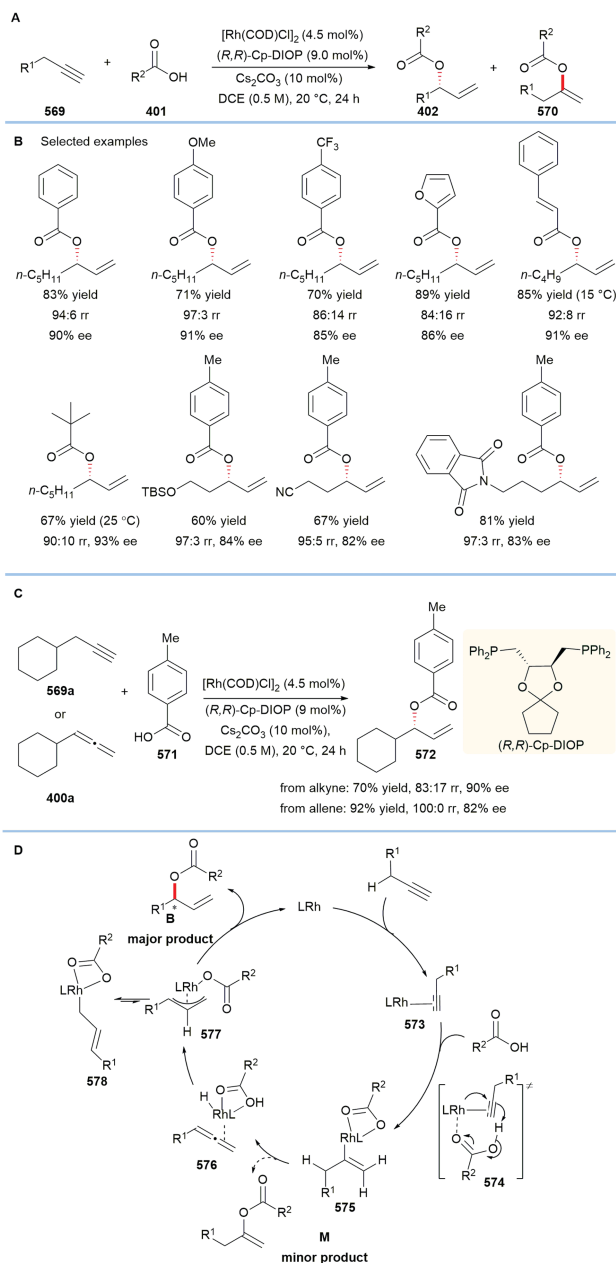 A
[Rh(COD)Cl]2 (4.5 mol%)
(R,R)-Cp-DIOP (9.0 mol%)
Cs2CO3 (10 mol%)
DCE (0.5 M), 20 °C, 24 h
R1
569
+
O
R2 OH
401
R2
O O
R1
402
+
R2
O O
R1
570
B Selected examples
O O
n-C5H11
83% yield
94:6 rr
90% ee
OMe
O O
n-C5H11
71% yield
97:3 rr
91% ee
CF3
O O
n-C5H11
70% yield
86:14 rr
85% ee
O
O O
n-C5H11
89% yield
84:16 rr
86% ee
O O
n-C4H9
85% yield (15 °C)
92:8 rr
91% ee
O O
n-C5H11
67% yield (25 °C)
90:10 rr, 93% ee
Me
O O
TBSO
60% yield
97:3 rr, 84% ee
Me
O O
NC
67% yield
95:5 rr, 82% ee
Me
O O
O
N
O
81% yield
97:3 rr, 83% ee
C
569a
or
400a
+
Me
HO O
571
[Rh(COD)Cl]2 (4.5 mol%)
(R,R)-Cp-DIOP (9 mol%)
Cs2CO3 (10 mol%),
DCE (0.5 M), 20 °C, 24 h
Me
O
O
572
Ph2P PPh2
O O
(R,R)-Cp-DIOP
from alkyne: 70% yield, 83:17 rr, 90% ee
from allene: 92% yield, 100:0 rr, 82% ee
D
O
O R2
R1 *
B
major product
LRh
R1
H
R1
LRh
573
O
R2 OH
R1 ≠
LRh
H
O O
R2
574
R2
O O
RhL
H H
R1 H
575
R2
O
H OH
RhL
R1
576
LRh O R2
O
R1
H
577
R2
O O
LRh
R1
578
O
O R2
R1
M
minor product